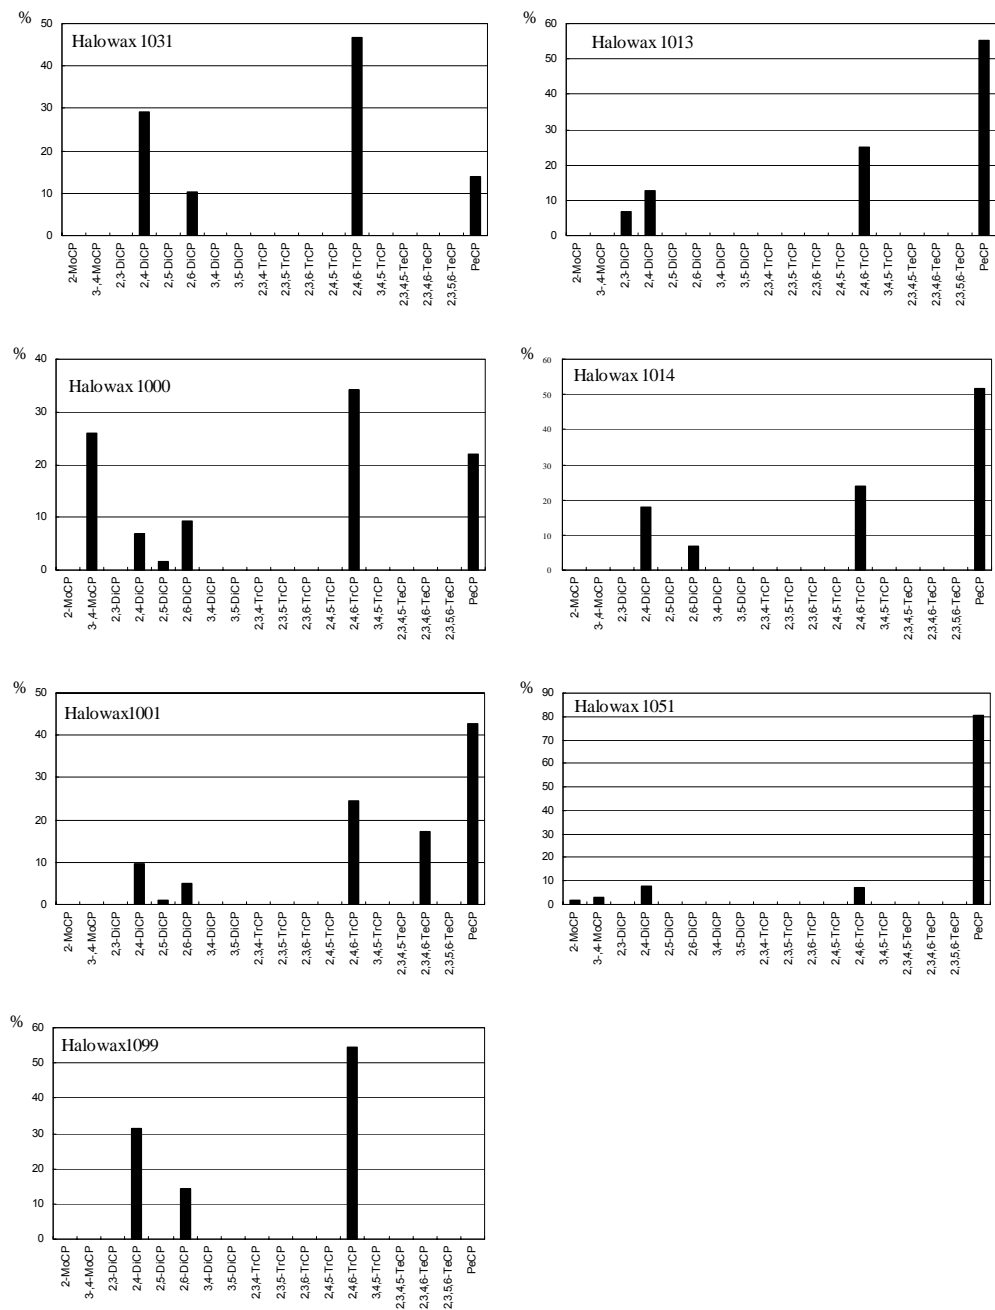 %
Halowax 1031
50
40
30
20
10
0
2-MoCP
3-,4-MoCP
2,3-DiCP
2,4-DiCP
2,5-DiCP
2,6-DiCP
3,4-DiCP
3,5-DiCP
2,3,4-TrCP
2,3,5-TrCP
2,3,6-TrCP
2,4,5-TrCP
2,4,6-TrCP
3,4,5-TrCP
2,3,4,5-TeCP
2,3,4,6-TeCP
2,3,5,6-TeCP
PeCP
%
Halowax 1013
60
50
40
30
20
10
0
2-MoCP
3-,4-MoCP
2,3-DiCP
2,4-DiCP
2,5-DiCP
2,6-DiCP
3,4-DiCP
3,5-DiCP
2,3,4-TrCP
2,3,5-TrCP
2,3,6-TrCP
2,4,5-TrCP
2,4,6-TrCP
3,4,5-TrCP
2,3,4,5-TeCP
2,3,4,6-TeCP
2,3,5,6-TeCP
PeCP
%
Halowax 1000
40
30
20
10
0
2-MoCP
3-,4-MoCP
2,3-DiCP
2,4-DiCP
2,5-DiCP
2,6-DiCP
3,4-DiCP
3,5-DiCP
2,3,4-TrCP
2,3,5-TrCP
2,3,6-TrCP
2,4,5-TrCP
2,4,6-TrCP
3,4,5-TrCP
2,3,4,5-TeCP
2,3,4,6-TeCP
2,3,5,6-TeCP
PeCP
%
Halowax 1014
60
50
40
30
20
10
0
2-MoCP
3-,4-MoCP
2,3-DiCP
2,4-DiCP
2,5-DiCP
2,6-DiCP
3,4-DiCP
3,5-DiCP
2,3,4-TrCP
2,3,5-TrCP
2,3,6-TrCP
2,4,5-TrCP
2,4,6-TrCP
3,4,5-TrCP
2,3,4,5-TeCP
2,3,4,6-TeCP
2,3,5,6-TeCP
PeCP
%
Halowax1001
50
40
30
20
10
0
2-MoCP
3-,4-MoCP
2,3-DiCP
2,4-DiCP
2,5-DiCP
2,6-DiCP
3,4-DiCP
3,5-DiCP
2,3,4-TrCP
2,3,5-TrCP
2,3,6-TrCP
2,4,5-TrCP
2,4,6-TrCP
3,4,5-TrCP
2,3,4,5-TeCP
2,3,4,6-TeCP
2,3,5,6-TeCP
PeCP
%
Halowax 1051
90
80
70
60
50
40
30
20
10
0
2-MoCP
3-,4-MoCP
2,3-DiCP
2,4-DiCP
2,5-DiCP
2,6-DiCP
3,4-DiCP
3,5-DiCP
2,3,4-TrCP
2,3,5-TrCP
2,3,6-TrCP
2,4,5-TrCP
2,4,6-TrCP
3,4,5-TrCP
2,3,4,5-TeCP
2,3,4,6-TeCP
2,3,5,6-TeCP
PeCP
%
Halowax1099
60
50
40
30
20
10
0
2-MoCP
3-,4-MoCP
2,3-DiCP
2,4-DiCP
2,5-DiCP
2,6-DiCP
3,4-DiCP
3,5-DiCP
2,3,4-TrCP
2,3,5-TrCP
2,3,6-TrCP
2,4,5-TrCP
2,4,6-TrCP
3,4,5-TrCP
2,3,4,5-TeCP
2,3,4,6-TeCP
2,3,5,6-TeCP
PeCP